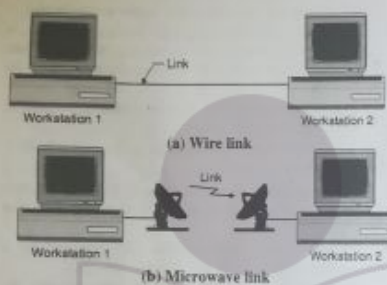 Link
Workstation 1
Workstation 2
(a) Wire link
Link
Workstation 1
Workstation 2
(b) Microwave link